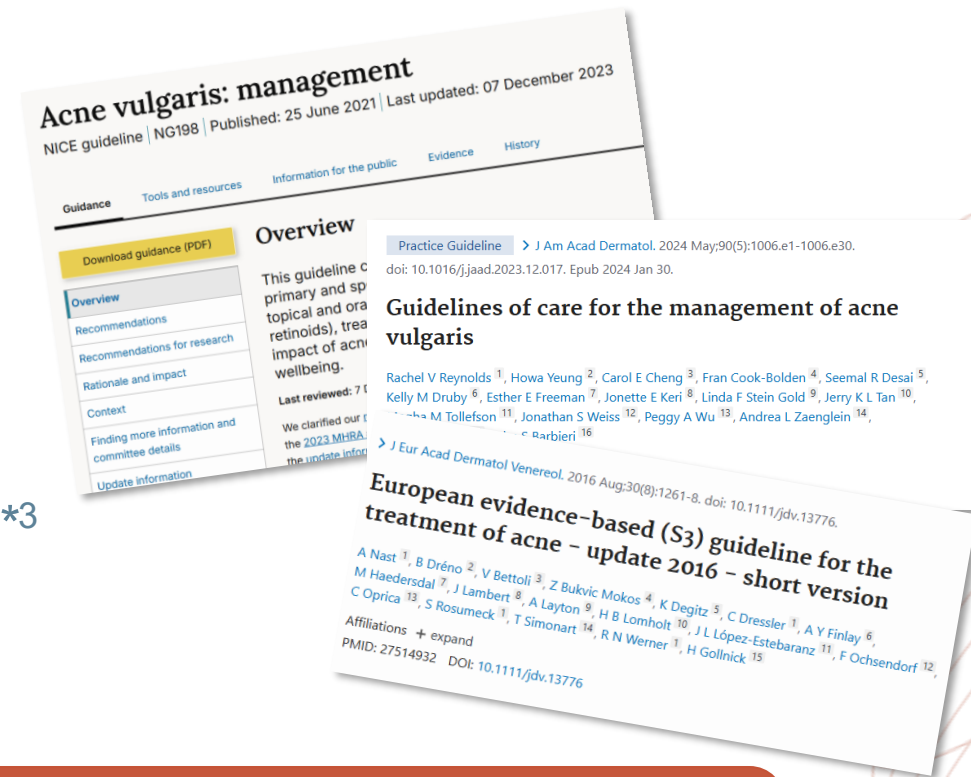 Acne vulgaris: management
NICE guideline | NG198 | Published: 25 June 2021 | Last updated: 07 December 2023
Guidance Tools and resources Information for the public Evidence History
Download guidance (PDF)
Overview
Recommendations
Recommendations for research
Rationale and impact
Context
Finding more information and
committee details
Update information
Overview
This guideline
primary and
topical and
retinoids),
impact of
wellbeing.
Last reviewed: 7
We clarified our
the 2023 MHRA
the update
Practice Guideline > J Am Acad Dermatol. 2024 May;90(5):1006.e1-1006.e30.
doi: 10.1016/j.jaad.2023.12.017. Epub 2024 Jan 30.
Guidelines of care for the management of acne
vulgaris
Rachel V Reynolds 1, Howa Yeung 2, Carol E Cheng 3, Fran Cook-Bolden 4, Seemal R Desai 5,
Kelly M Druby 6, Esther E Freeman 7, Jonette E Keri 8, Linda F Stein Gold 9, Jerry K L Tan 10,
M Tollefson 11, Jonathan S Weiss 12, Peggy A Wu 13, Andrea L Zaenglein 14,
S Barbieri 16
> J Eur Acad Dermatol Venereol. 2016 Aug;30(8):1261-8. doi: 10.1111/jdv.13776.
European evidence-based (S3) guideline for the
treatment of acne - update 2016 - short version
A Nast 1, B Dréno 2, V Bettoli 3, Z Bukvic Mokos 4, K Degitz 5, C Dressler 1, A Y Finlay 6,
M Haedersdal 7, J Lambert 8, A Layton 9, H B Lomholt 10, J L López-Estebaranz 11, F Ochsendorf 12,
C Oprica 13, S Rosumeck 1, T Simonart 14, R N Werner 1, H Gollnick 15
Affiliations + expand
PMID: 27514932 DOI: 10.1111/jdv.13776
*3